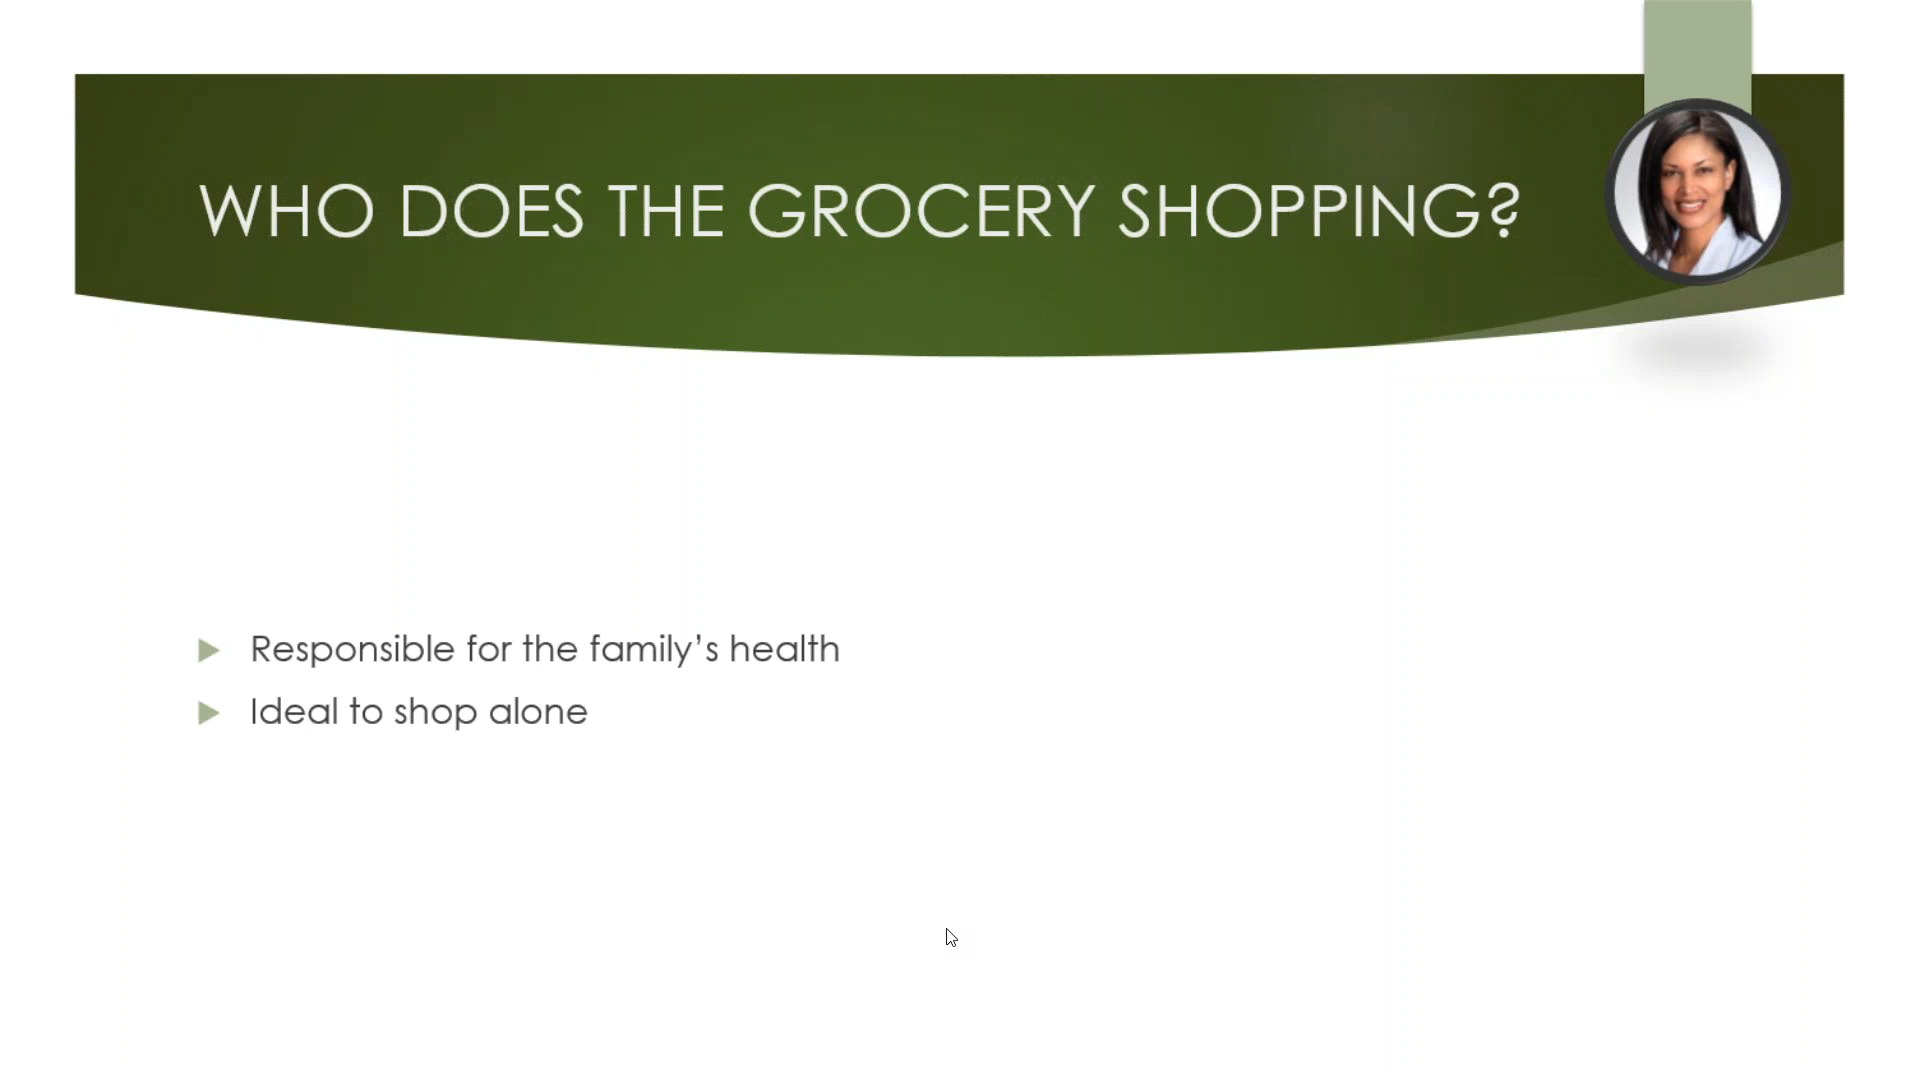 WHO DOES THE GROCERY SHOPPING?
Responsible for the family’s health
Ideal to shop alone